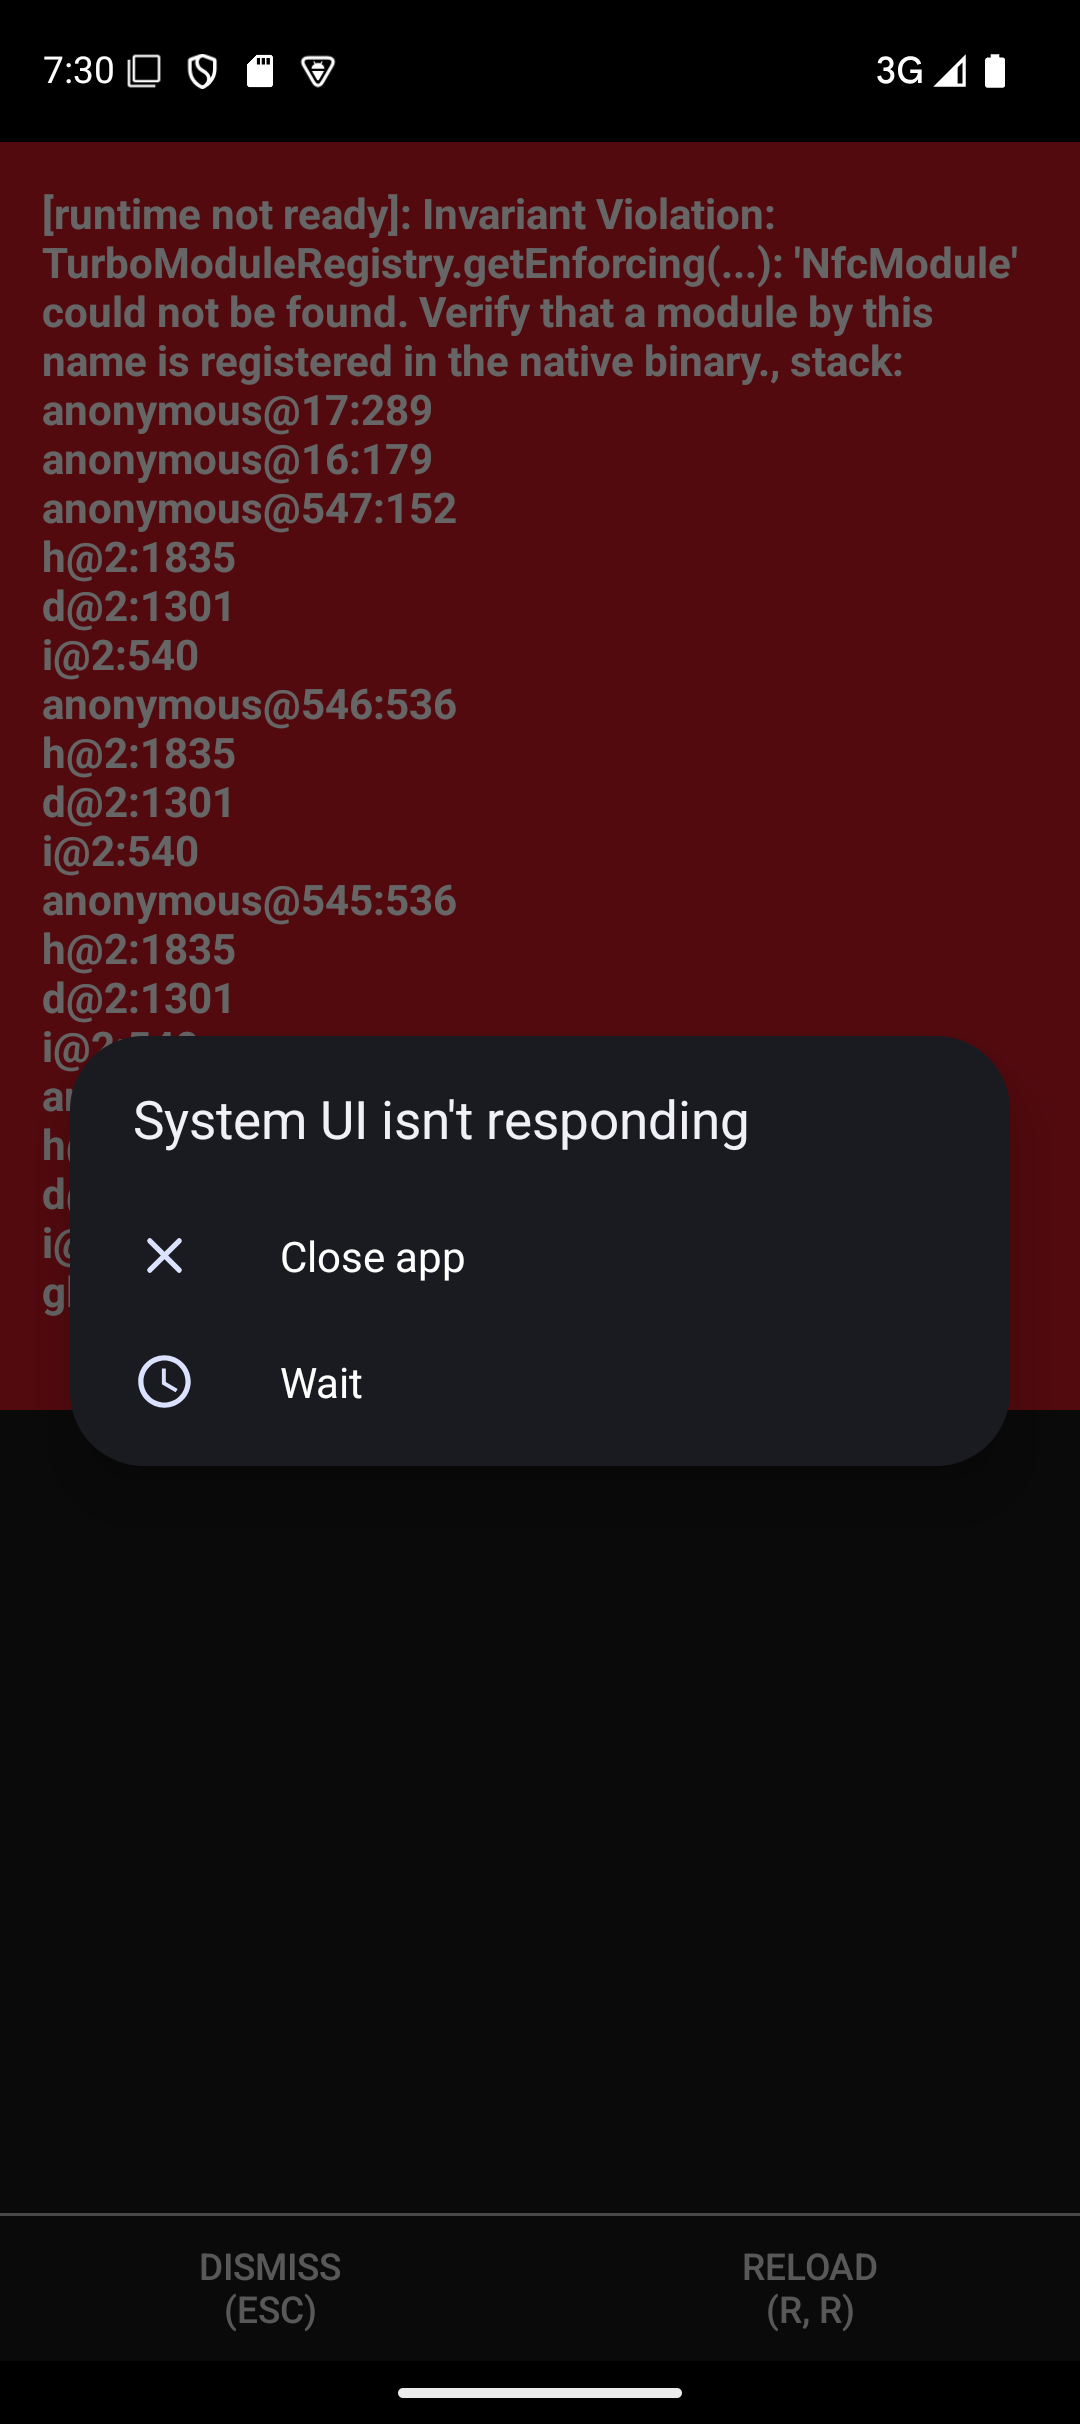 7:30
3G
[runtime not ready]: Invariant Violation:
TurboModuleRegistry.getEnforcing(...): 'NfcModule'
could not be found. Verify that a module by this
name is registered in the native binary., stack:
anonymous@17:289
anonymous@16:179
anonymous@547:152
h@2:1835
d@2:1301
i@2:540
anonymous@546:536
h@2:1835
d@2:1301
i@2:540
anonymous@545:536
h@2:1835
d@2:1301
System UI isn't responding
Close app
Wait
DISMISS
(ESC)
RELOAD
(R, R)